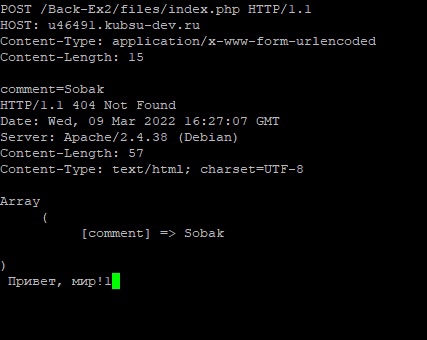 POST /Back-Ex2/files/index.php HTTP/1.1
HOST: u46491.kubsu-dev.ru
Content-Type: application/x-www-form-urlencoded
Content-Length: 15

comment=Sobak
HTTP/1.1 404 Not Found
Date: Wed, 09 Mar 2022 16:27:07 GMT
Server: Apache/2.4.38 (Debian)
Content-Length: 57
Content-Type: text/html; charset=UTF-8

Array
(
[comment] => Sobak

)
Привет, мир!1